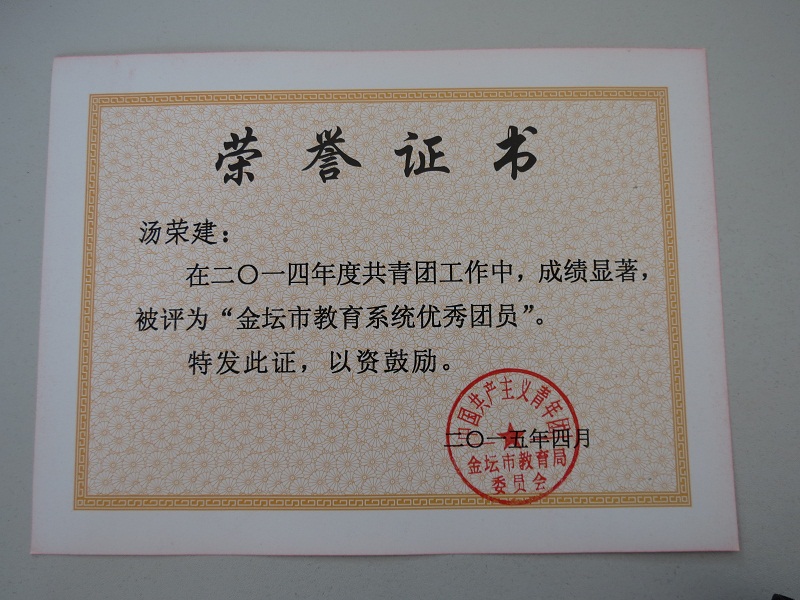 荣誉证书
汤荣建：
在二〇一四年度共青团工作中，成绩显著，
被评为“金坛市教育系统优秀团员”。
特发此证，以资鼓励。
中国共产主义青年团
二〇一五年四月
金坛市教育局
委员会